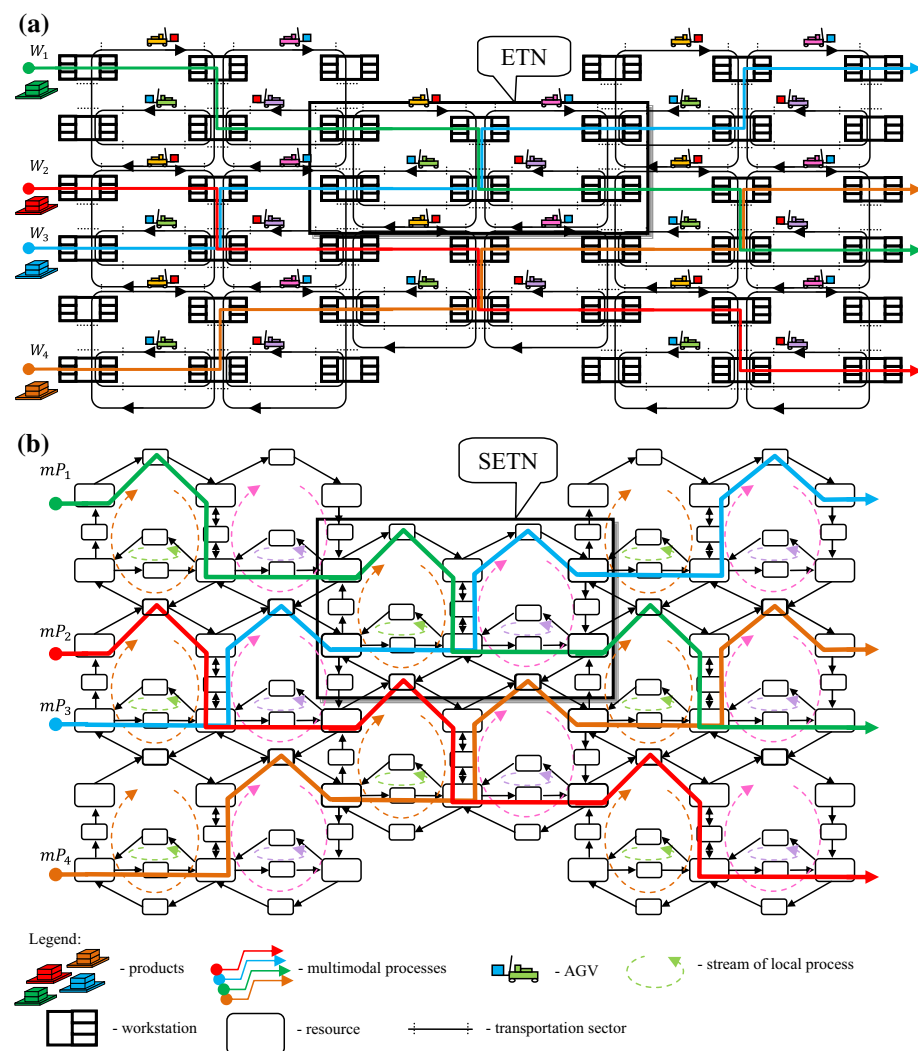 (a)
W₁
ETN
W₂
W₃
W₄
(b)
mP₁
SETN
mP₂
mP₃
mP₄
Legend:
- products
- multimodal processes
- AGV
- stream of local process
- workstation
- resource
- transportation sector